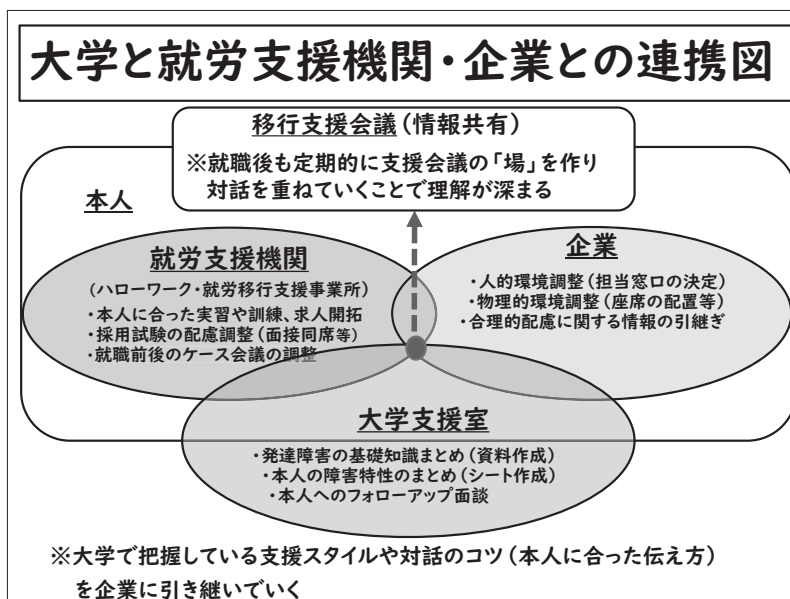 大学と就労支援機関・企業との連携図
移行支援会議(情報共有)
※就職後も定期的に支援会議の「場」を作り
対話を重ねていくことで理解が深まる
本人
就労支援機関
(ハローワーク・就労移行支援事業所)
・本人に合った実習や訓練、求人開拓
・採用試験の配慮調整(面接同席等)
・就職前後のケース会議の調整
企業
・人的環境調整(担当窓口の決定)
・物理的環境調整(座席の配置等)
・合理的配慮に関する情報の引継ぎ
大学支援室
・発達障害の基礎知識まとめ(資料作成)
・本人の障害特性のまとめ(シート作成)
・本人へのフォローアップ面談
※大学で把握している支援スタイルや対話のコツ(本人に合った伝え方)
を企業に引き継いでいく